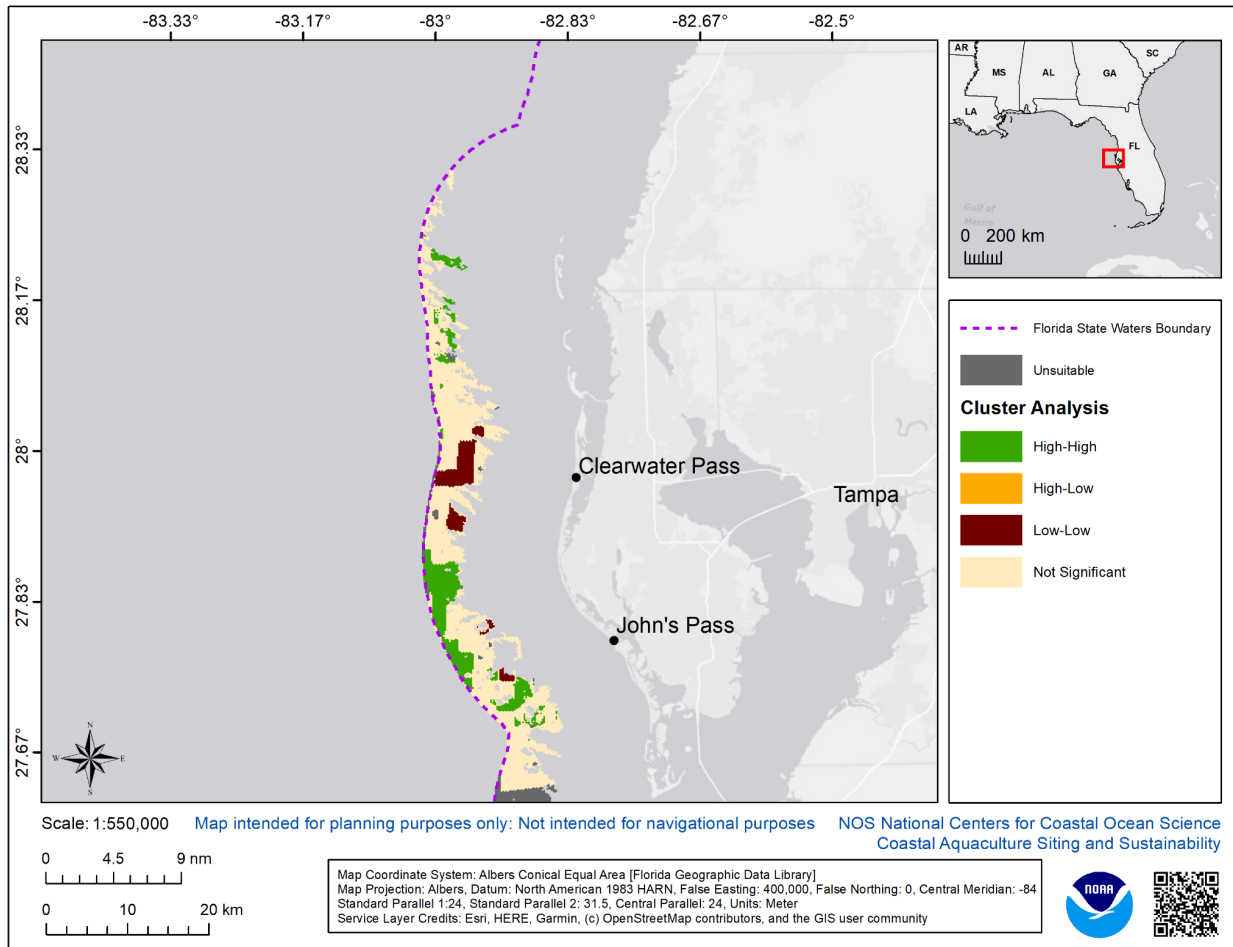 -83.33° -83.17° -83° -82.83° -82.67° -82.5°
28.33°
28.17°
28°
27.83°
27.67°
Clearwater Pass
Tampa
John's Pass
N
W E
S
AR
SC
MS
AL
GA
LA
FL
Gulf of
Mexico
0 200 km
Florida State Waters Boundary
Unsuitable
Cluster Analysis
High-High
High-Low
Low-Low
Not Significant
Scale: 1:550,000 Map intended for planning purposes only: Not intended for navigational purposes
NOS National Centers for Coastal Ocean Science
Coastal Aquaculture Siting and Sustainability
0 4.5 9 nm
0 10 20 km
Map Coordinate System: Albers Conical Equal Area [Florida Geographic Data Library]
Map Projection: Albers, Datum: North American 1983 HARN, False Easting: 400,000, False Northing: 0, Central Meridian: -84
Standard Parallel 1:24, Standard Parallel 2: 31.5, Central Parallel: 24, Units: Meter
Service Layer Credits: Esri, HERE, Garmin, (c) OpenStreetMap contributors, and the GIS user community
NOAA